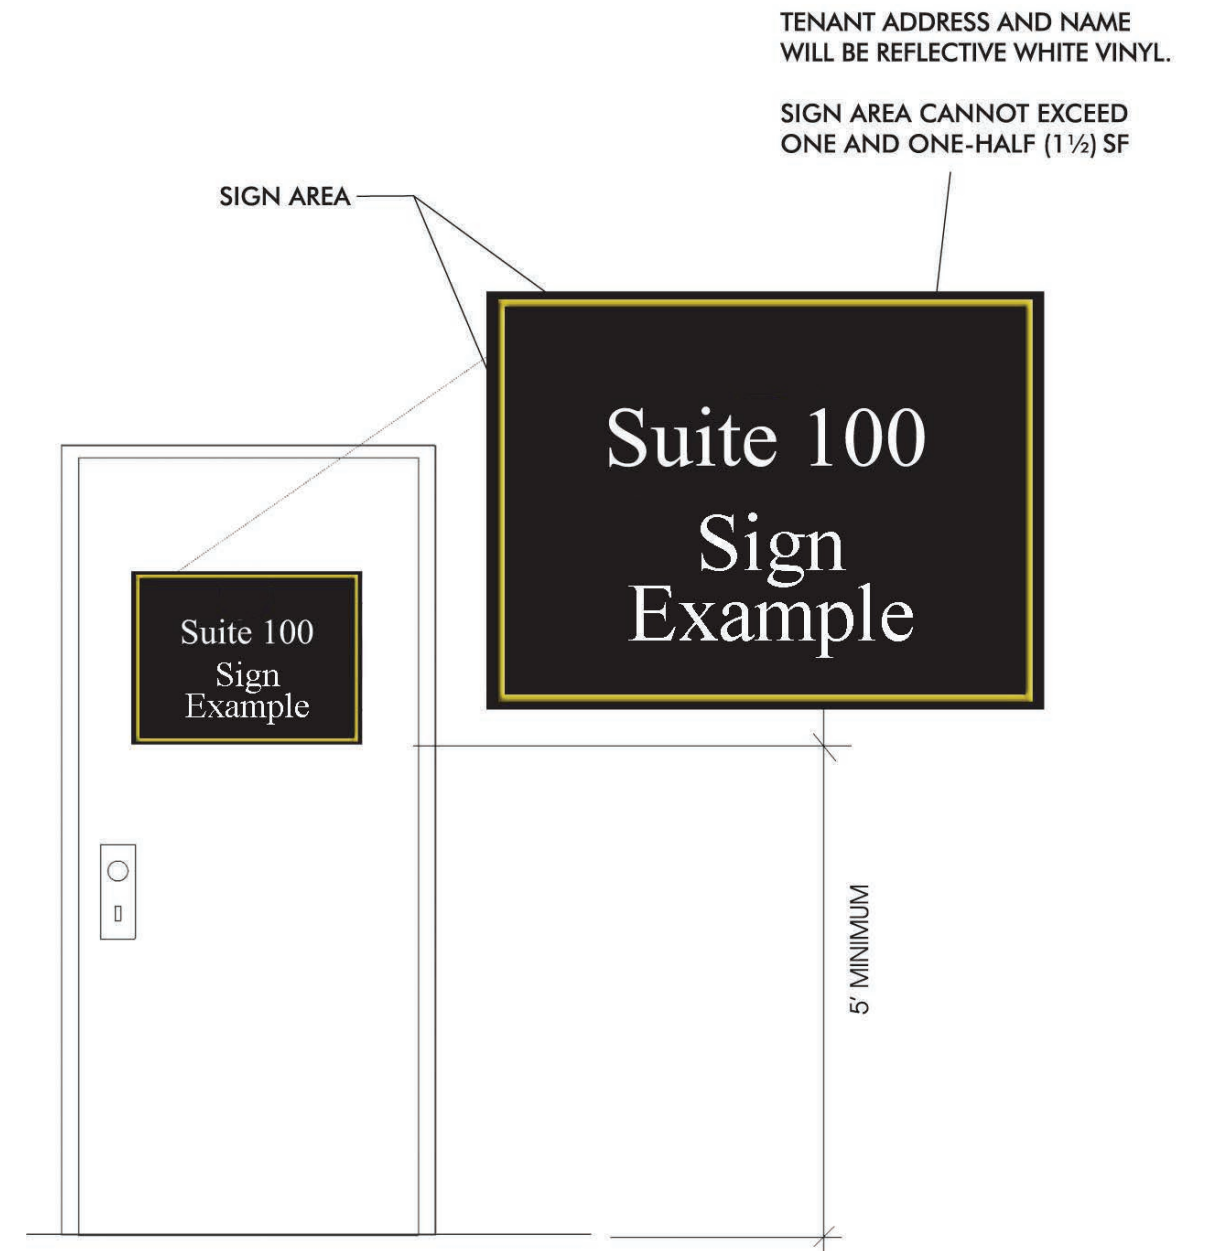 TENANT ADDRESS AND NAME
WILL BE REFLECTIVE WHITE VINYL.
SIGN AREA CANNOT EXCEED
ONE AND ONE-HALF (1½) SF
SIGN AREA
Suite 100
Sign
Example
Suite 100
Sign
Example
5' MINIMUM